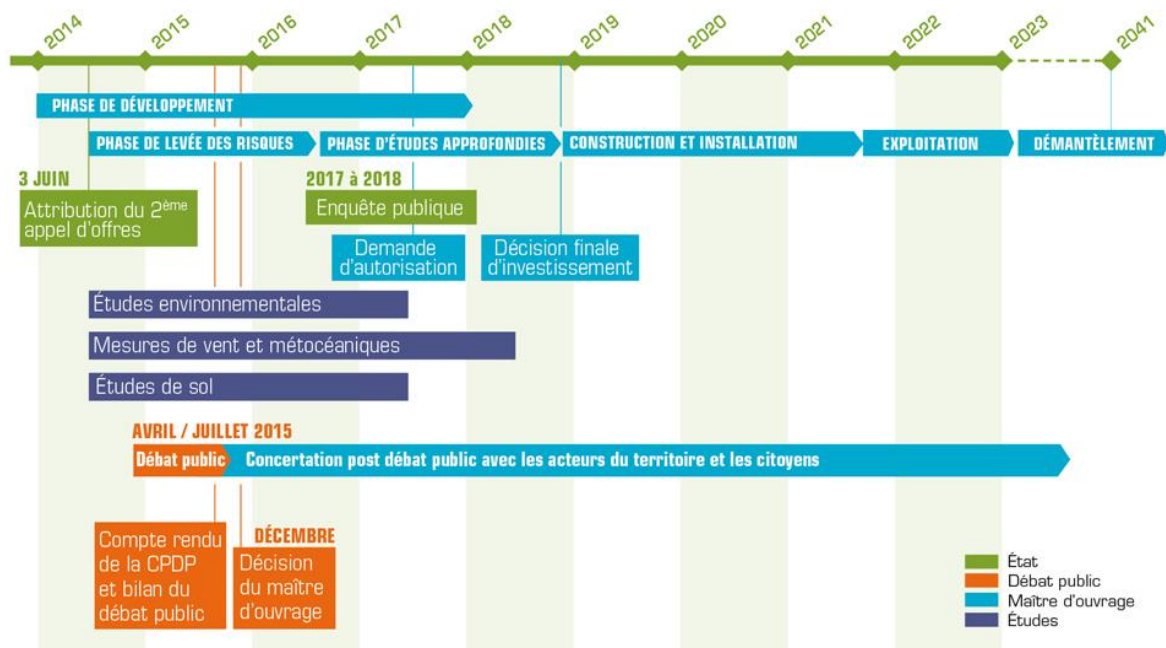 2014
2015
2016
2017
2018
2019
2020
2021
2022
2023
2041
PHASE DE DÉVELOPPEMENT
PHASE DE LEVÉE DES RISQUES
PHASE D'ÉTUDES APPROFONDIES
CONSTRUCTION ET INSTALLATION
EXPLOITATION
DÉMANTÈLEMENT
3 JUIN
Attribution du 2ème
appel d'offres
2017 à 2018
Enquête publique
Demande
d'autorisation
Décision finale
d'investissement
Études environnementales
Mesures de vent et métocéaniques
Études de sol
AVRIL / JUILLET 2015
Débat public
Concertation post débat public avec les acteurs du territoire et les citoyens
Compte rendu
de la CPDP
et bilan du
débat public
DÉCEMBRE
Décision
du maître
d'ouvrage
État
Débat public
Maître d'ouvrage
Études